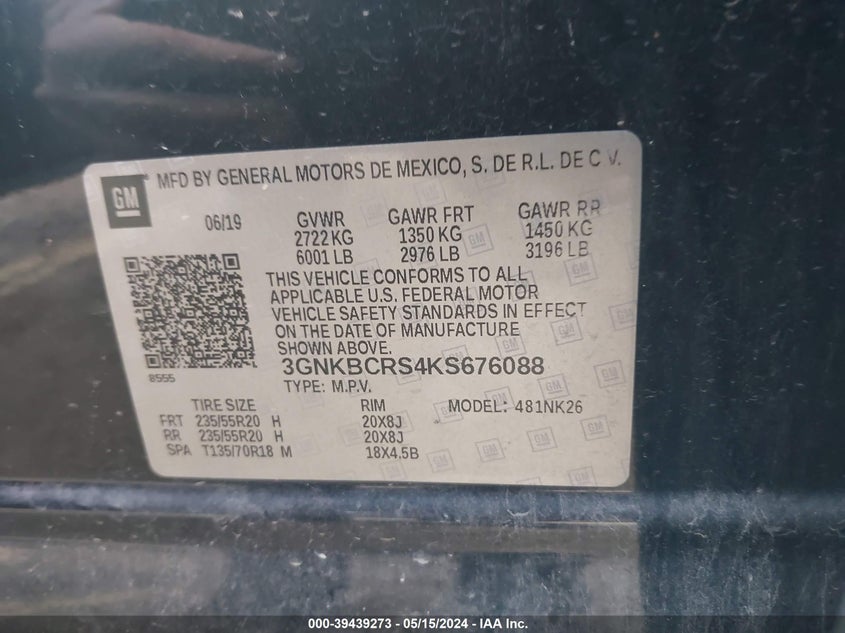 GM
MFD BY GENERAL MOTORS DE MEXICO, S. DE R.L. DE C.V.
06/19
GVWR GAWR FRT GAWR RR
2722 KG 1350 KG 1450 KG
6001 LB 2976 LB 3196 LB
THIS VEHICLE CONFORMS TO ALL
APPLICABLE U.S. FEDERAL MOTOR
VEHICLE SAFETY STANDARDS IN EFFECT
ON THE DATE OF MANUFACTURE
SHOWN ABOVE.
8555
3GNKBCRS4KS676088
TYPE: M.P.V.
TIRE SIZE RIM MODEL: 481NK26
FRT 235/55R20 H 20X8J
RR 235/55R20 H 20X8J
SPA T135/70R18 M 18X4.5B
000-39439273 - 05/15/2024 - IAA Inc.